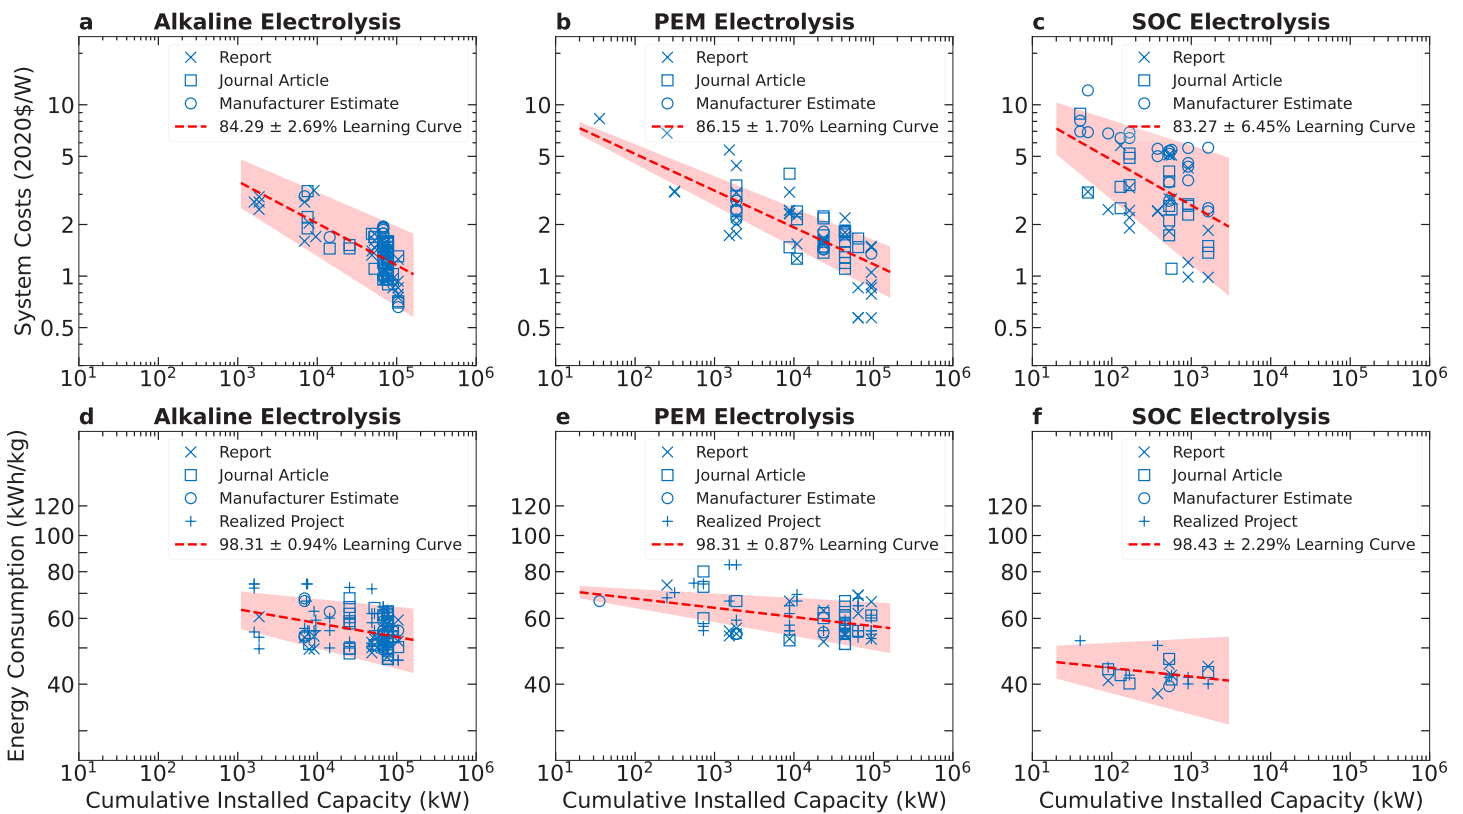 a Alkaline Electrolysis
System Costs (2020$/W)
10
5
2
1
0.5
Report
Journal Article
Manufacturer Estimate
84.29 ± 2.69% Learning Curve
10¹ 10² 10³ 10⁴ 10⁵ 10⁶
b PEM Electrolysis
10
5
2
1
0.5
Report
Journal Article
Manufacturer Estimate
86.15 ± 1.70% Learning Curve
10¹ 10² 10³ 10⁴ 10⁵ 10⁶
c SOC Electrolysis
10
5
2
1
0.5
Report
Journal Article
Manufacturer Estimate
83.27 ± 6.45% Learning Curve
10¹ 10² 10³ 10⁴ 10⁵ 10⁶
d Alkaline Electrolysis
Energy Consumption (kWh/kg)
120
100
80
60
40
Report
Journal Article
Manufacturer Estimate
Realized Project
98.31 ± 0.94% Learning Curve
10¹ 10² 10³ 10⁴ 10⁵ 10⁶
Cumulative Installed Capacity (kW)
e PEM Electrolysis
120
100
80
60
40
Report
Journal Article
Manufacturer Estimate
Realized Project
98.31 ± 0.87% Learning Curve
10¹ 10² 10³ 10⁴ 10⁵ 10⁶
Cumulative Installed Capacity (kW)
f SOC Electrolysis
120
100
80
60
40
Report
Journal Article
Manufacturer Estimate
Realized Project
98.43 ± 2.29% Learning Curve
10¹ 10² 10³ 10⁴ 10⁵ 10⁶
Cumulative Installed Capacity (kW)